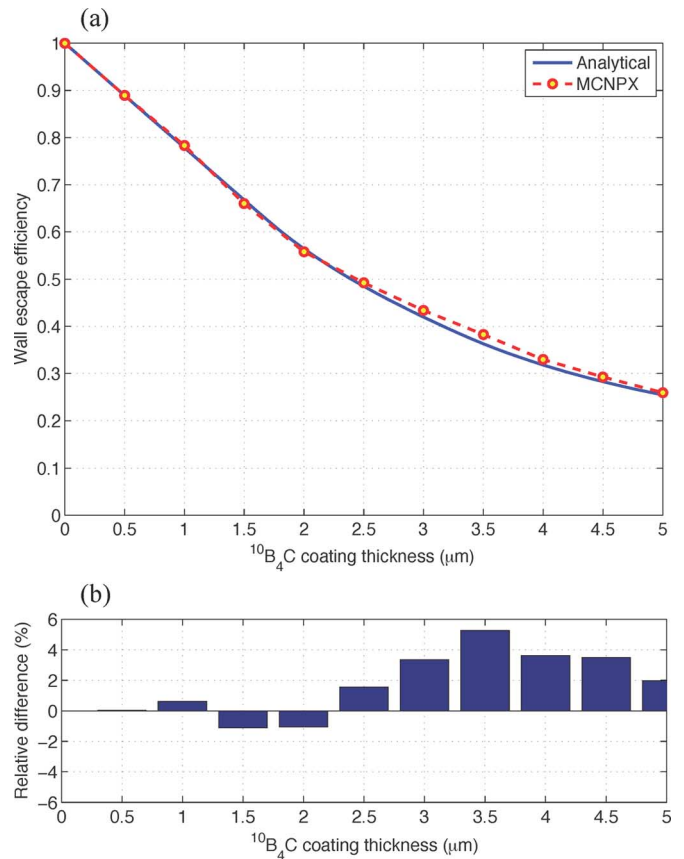 (a)
1
0.9
0.8
0.7
0.6
0.5
0.4
0.3
0.2
0.1
0
Wall escape efficiency
Analytical
MCNPX
0 0.5 1 1.5 2 2.5 3 3.5 4 4.5 5
¹⁰B₄C coating thickness (μm)
(b)
6
4
2
0
−2
−4
−6
Relative difference (%)
0 0.5 1 1.5 2 2.5 3 3.5 4 4.5 5
¹⁰B₄C coating thickness (μm)